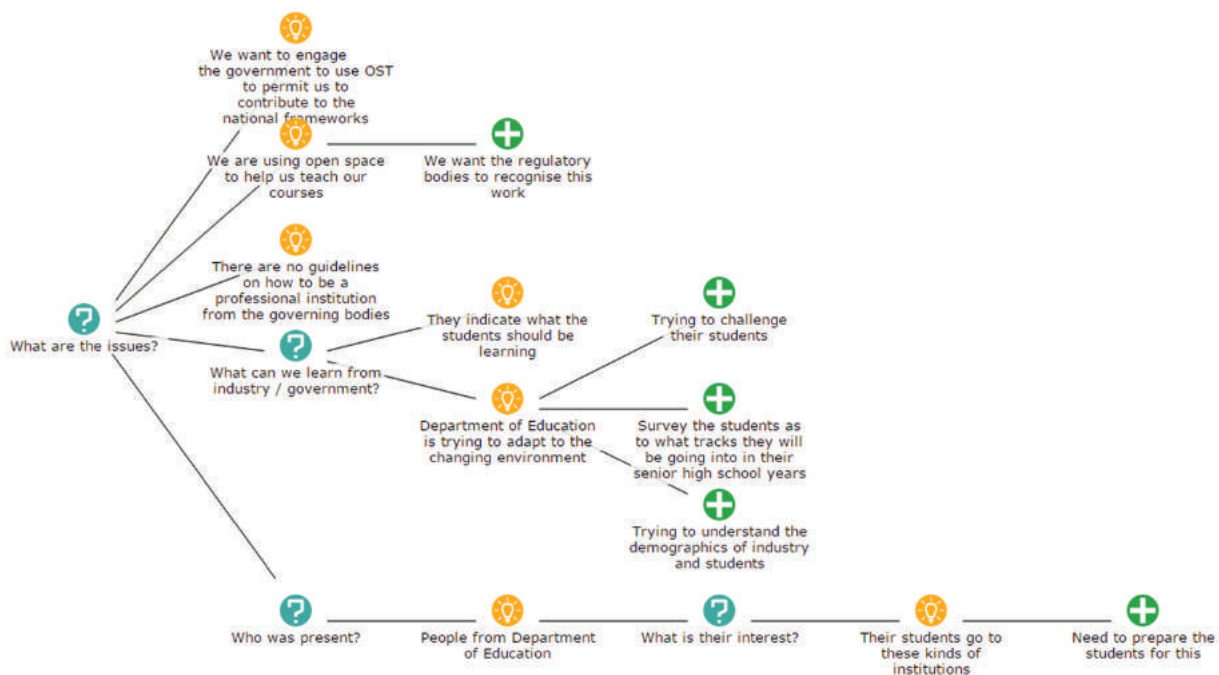 We want to engage
the government to use OST
to permit us to
contribute to the
national frameworks
We are using open space
to help us teach our
courses
We want the regulatory
bodies to recognise this
work
There are no guidelines
on how to be a
professional institution
from the governing bodies
What are the issues?
What can we learn from
industry / government?
They indicate what the
students should be
learning
Trying to challenge
their students
Department of Education
is trying to adapt to the
changing environment
Survey the students as
to what tracks they will
be going into in their
senior high school years
Trying to understand the
demographics of industry
and students
Who was present?
People from Department
of Education
What is their interest?
Their students go to
these kinds of
institutions
Need to prepare the
students for this